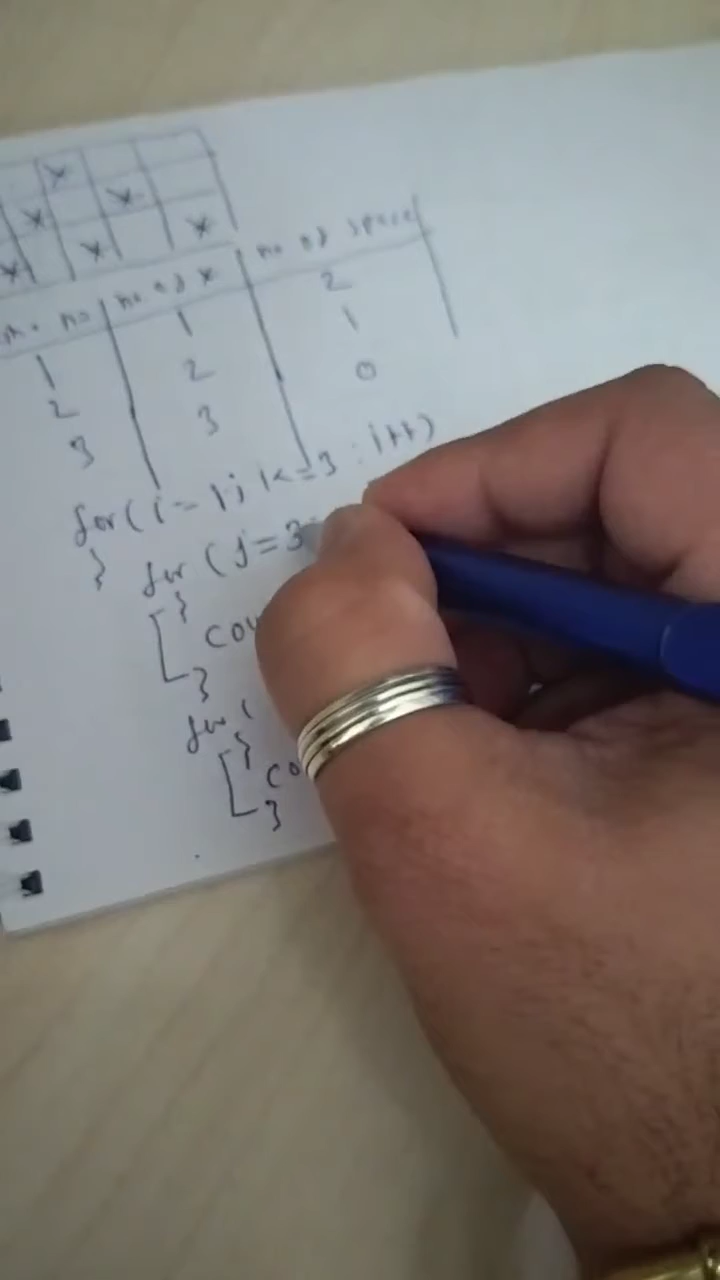 *
* *
* * *
no no of * no of space
1 1 2
2 2 1
3 3 0
for(i=1; i<=3; i++)
}
for (j=3
}
cou
}
for(
}
co
}